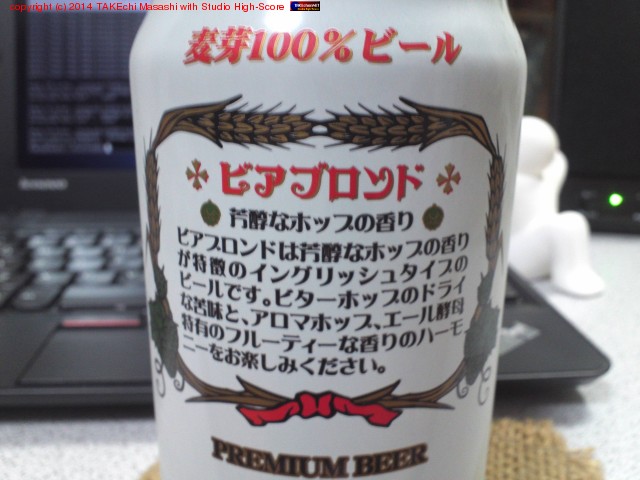 copyright (c) 2014 TAKEchi Masashi with Studio High-Score
麦芽100%ビール
ビアブロンド
芳醇なホップの香り
ビアブロンドは芳醇なホップの香り
が特徴のイングリッシュタイプの
ビールです。ビターホップのドライ
な苦味と、アロマホップ、エール酵母
特有のフルーティーな香りのハーモ
ニーをお楽しみください。
PREMIUM BEER
lenovo